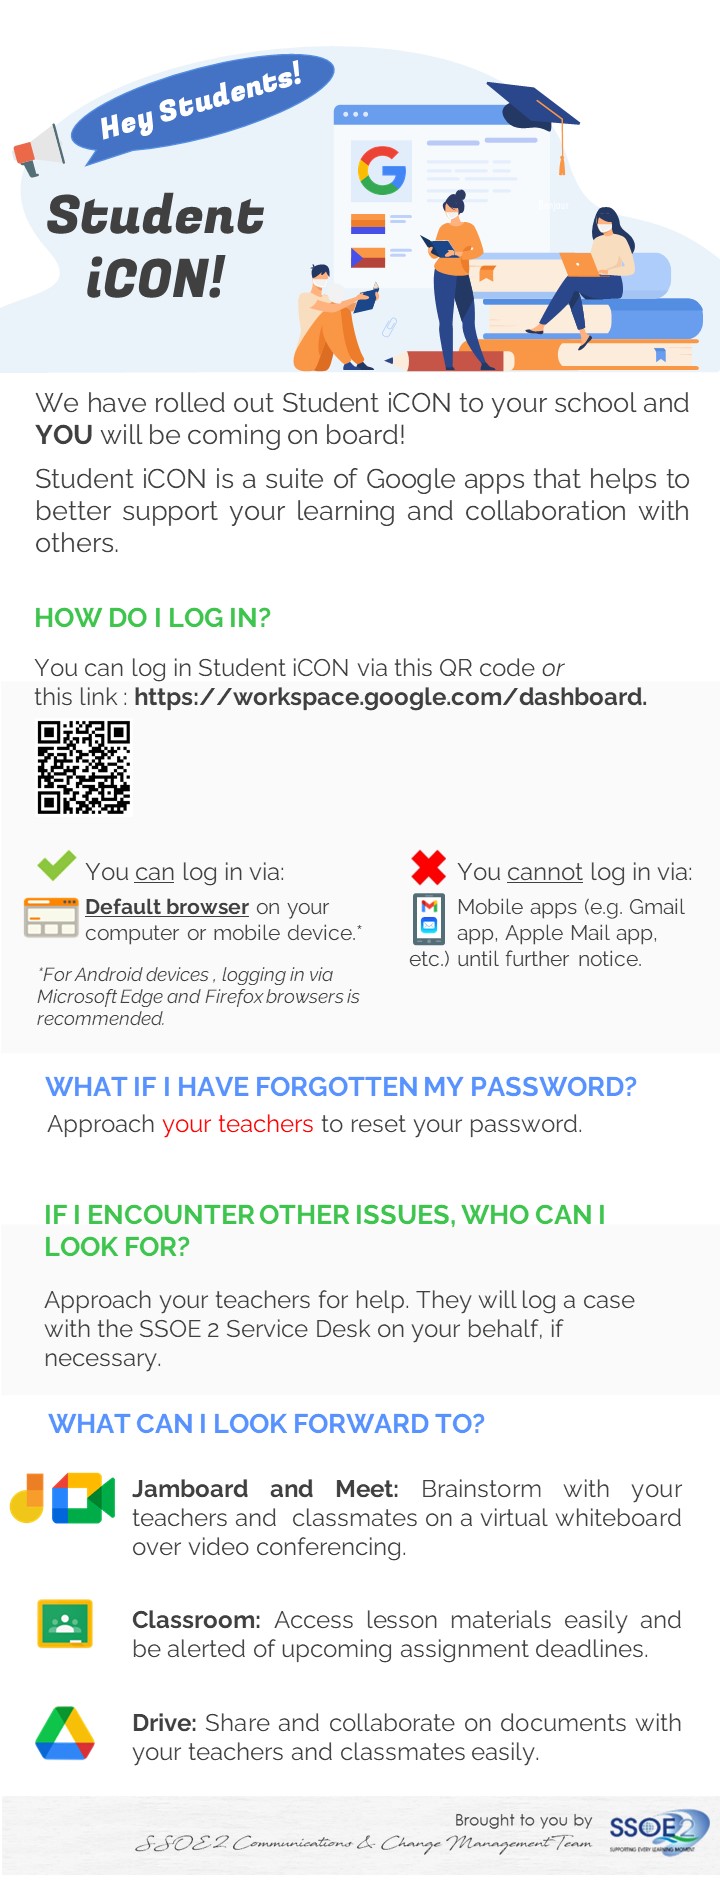 Hey Students!
Student
iCON!
We have rolled out Student iCON to your school and
YOU will be coming on board!
Student iCON is a suite of Google apps that helps to
better support your learning and collaboration with
others.
HOW DO I LOG IN?
You can log in Student iCON via this QR code or
this link : https://workspace.google.com/dashboard.
You can log in via:
Default browser on your
computer or mobile device.*
*For Android devices , logging in via
Microsoft Edge and Firefox browsers is
recommended.
You cannot log in via:
Mobile apps (e.g. Gmail
app, Apple Mail app,
etc.) until further notice.
WHAT IF I HAVE FORGOTTEN MY PASSWORD?
Approach your teachers to reset your password.
IF I ENCOUNTER OTHER ISSUES, WHO CAN I
LOOK FOR?
Approach your teachers for help. They will log a case
with the SSOE 2 Service Desk on your behalf, if
necessary.
WHAT CAN I LOOK FORWARD TO?
Jamboard and Meet: Brainstorm with your
teachers and classmates on a virtual whiteboard
over video conferencing.
Classroom: Access lesson materials easily and
be alerted of upcoming assignment deadlines.
Drive: Share and collaborate on documents with
your teachers and classmates easily.
Brought to you by
SSOE2 Communications & Change Management Team
SSOE2
SUPPORTING EVERY LEARNING MOMENT